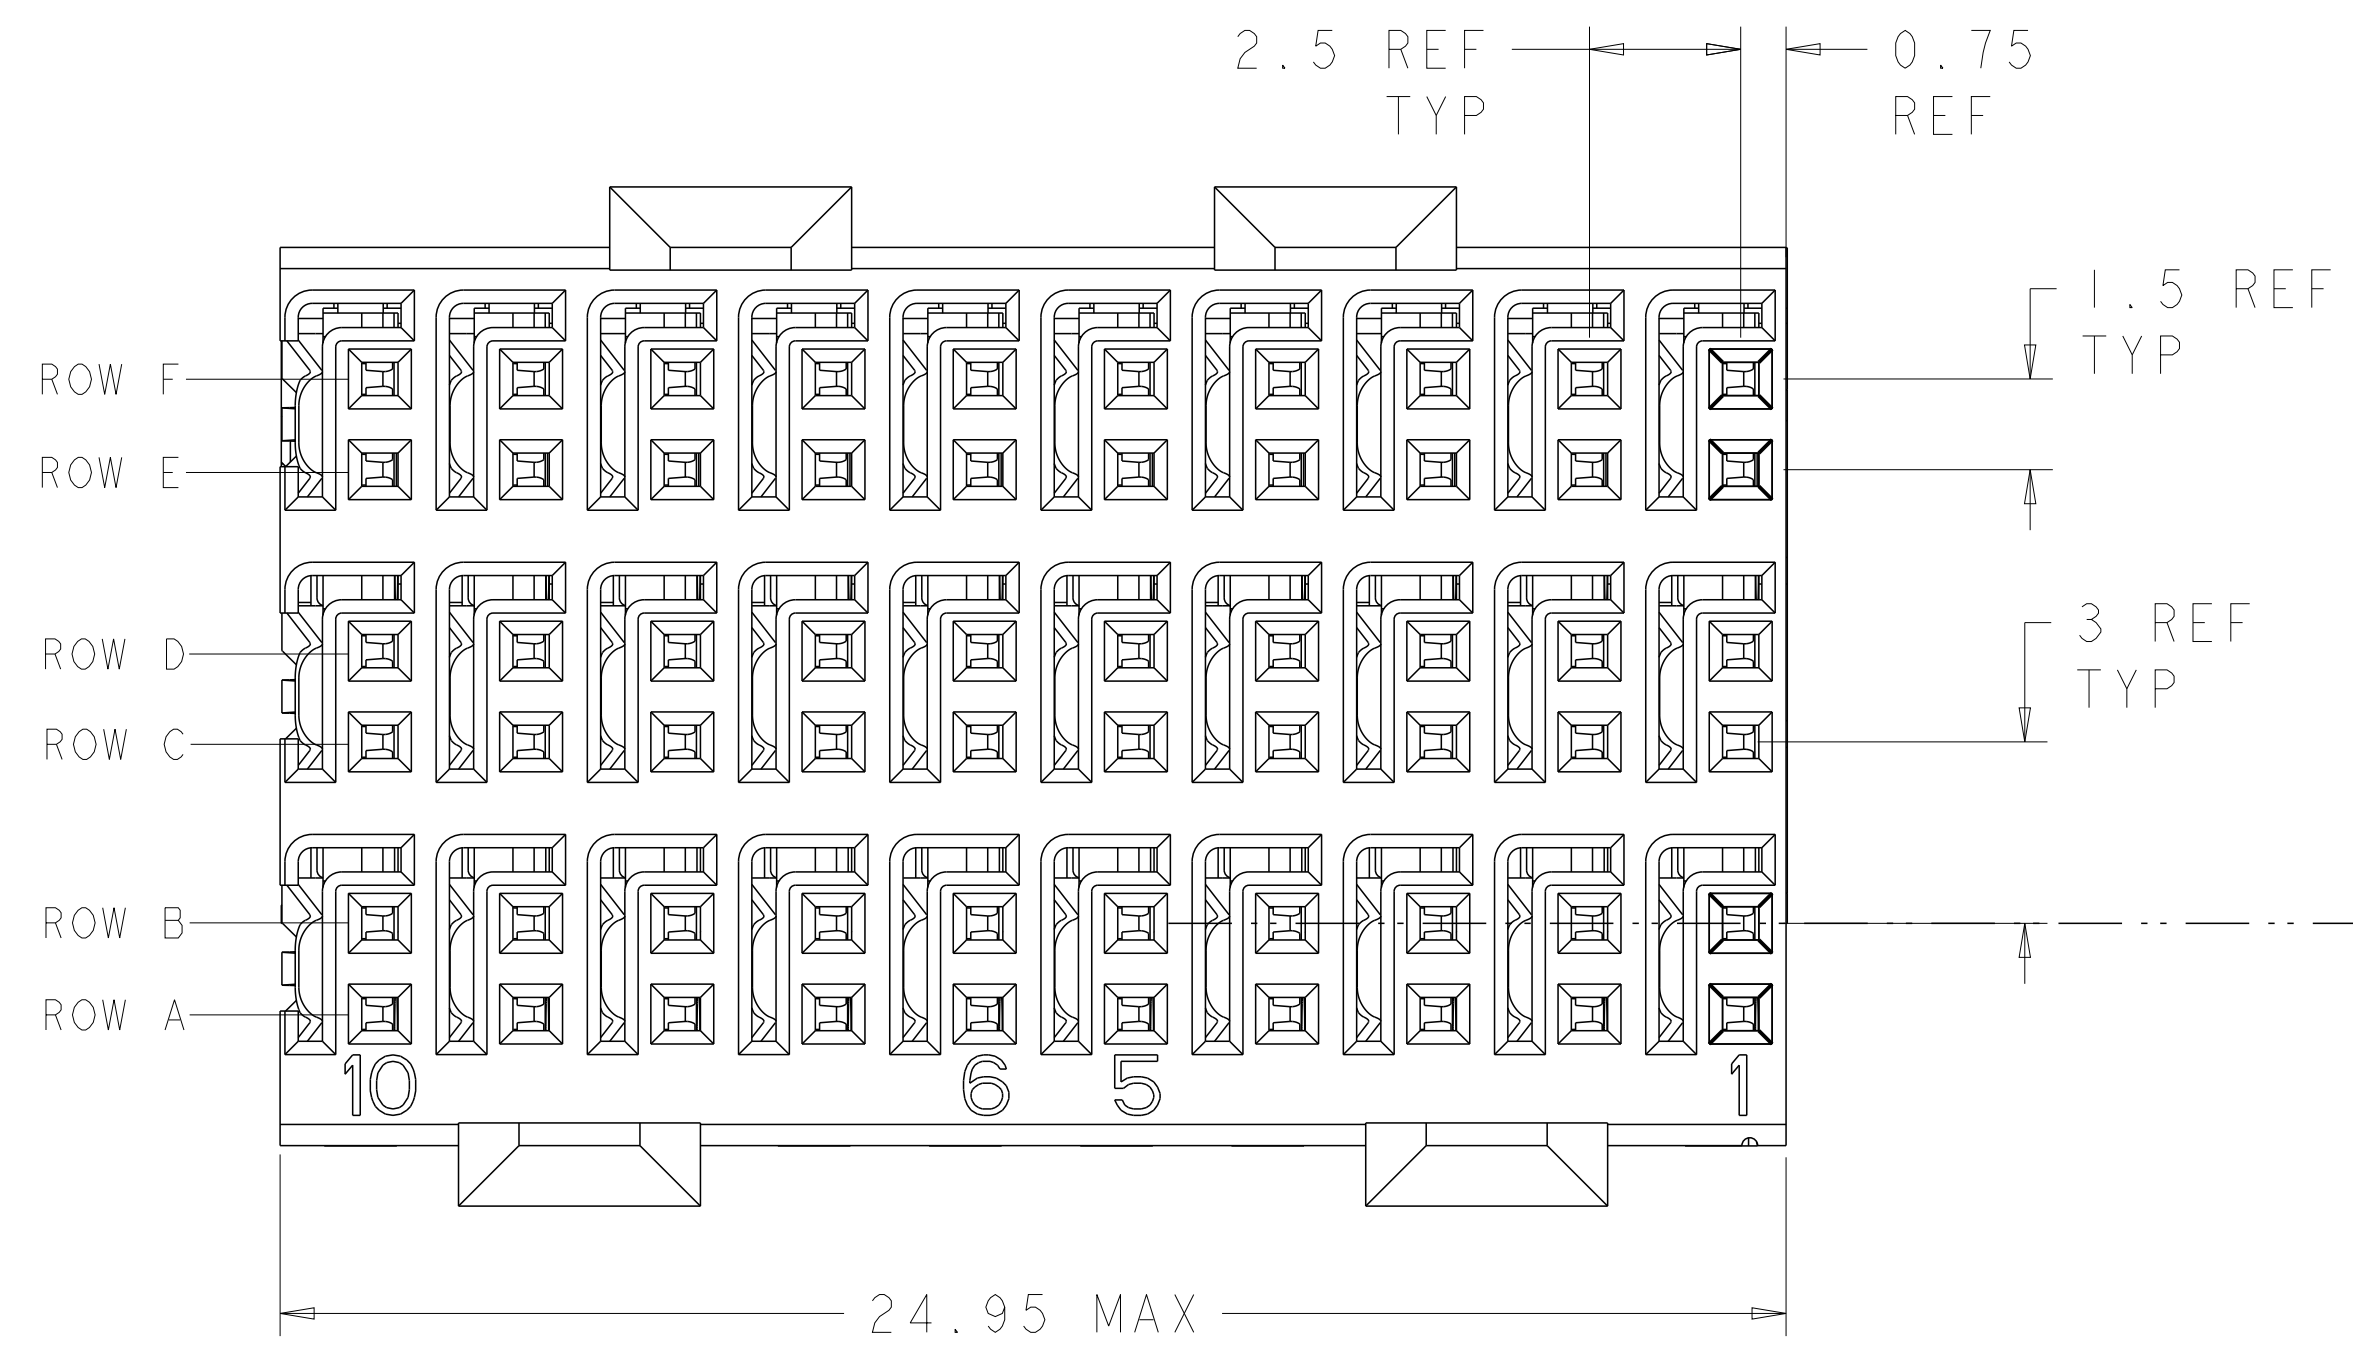 2.5 REF
TYP
0.75
REF
1.5 REF
TYP
ROW F
ROW E
3 REF
TYP
ROW D
ROW C
ROW B
ROW A
10 6 5 1
24.95 MAX